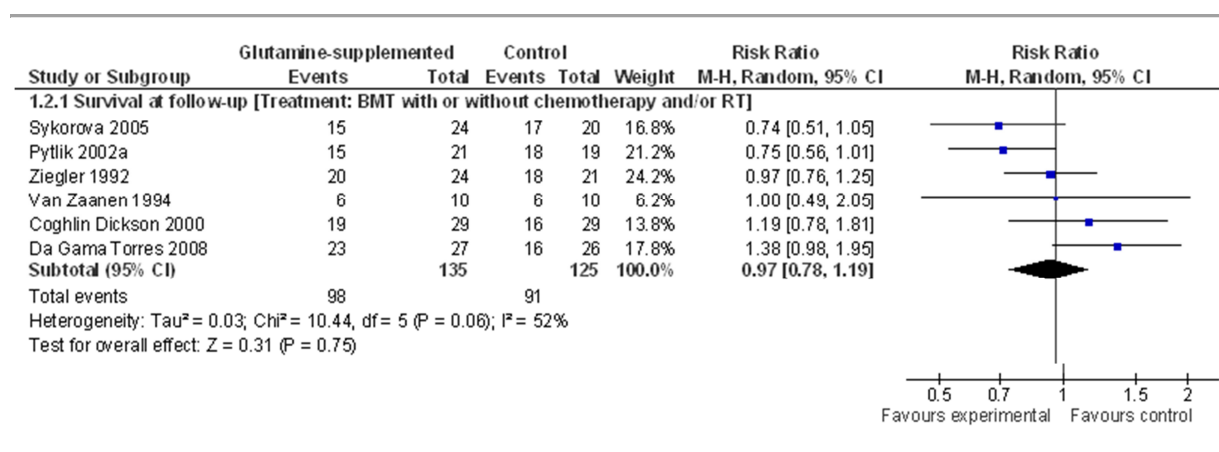 Glutamine-supplemented Control Risk Ratio Risk Ratio
Study or Subgroup Events Total Events Total Weight M-H, Random, 95% CI M-H, Random, 95% CI
1.2.1 Survival at follow-up [Treatment: BMT with or without chemotherapy and/or RT]
Sykorova 2005 15 24 17 20 16.8% 0.74 [0.51, 1.05]
Pytlik 2002a 15 21 18 19 21.2% 0.75 [0.56, 1.01]
Ziegler 1992 20 24 18 21 24.2% 0.97 [0.76, 1.25]
Van Zaanen 1994 6 10 6 10 6.2% 1.00 [0.49, 2.05]
Coghlin Dickson 2000 19 29 16 29 13.8% 1.19 [0.78, 1.81]
Da Gama Torres 2008 23 27 16 26 17.8% 1.38 [0.98, 1.95]
Subtotal (95% CI) 135 125 100.0% 0.97 [0.78, 1.19]
Total events 98 91
Heterogeneity: Tau² = 0.03; Chi² = 10.44, df = 5 (P = 0.06); I² = 52%
Test for overall effect: Z = 0.31 (P = 0.75)
0.5 0.7 1 1.5 2
Favours experimental Favours control